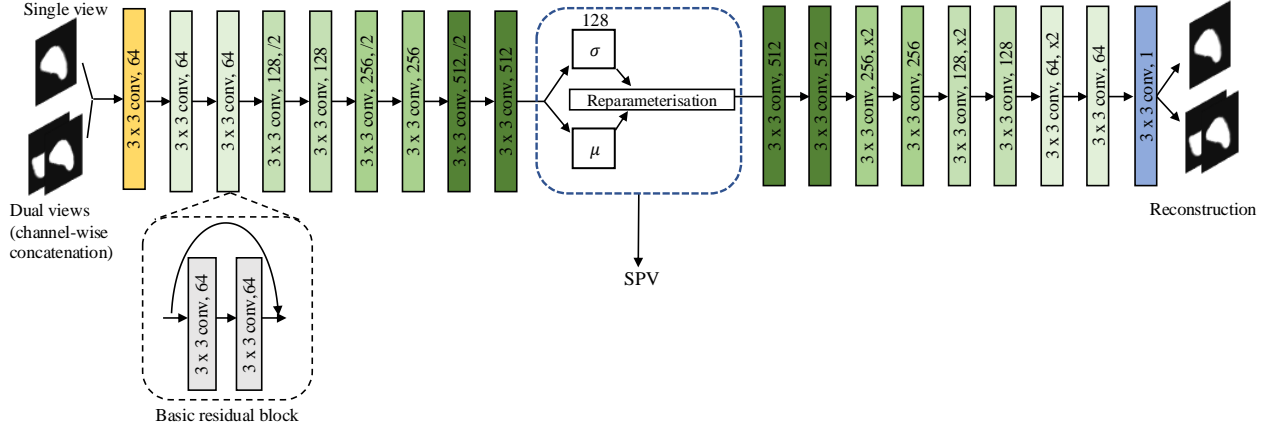 Single view
Dual views
(channel-wise
concatenation)
3 x 3 conv, 64
3 x 3 conv, 64
3 x 3 conv, 64
3 x 3 conv, 128, /2
3 x 3 conv, 128
3 x 3 conv, 256, /2
3 x 3 conv, 256
3 x 3 conv, 512, /2
3 x 3 conv, 512
3 x 3 conv, 64
3 x 3 conv,64
Basic residual block
128
σ
Reparameterisation
μ
SPV
3 x 3 conv, 512
3 x 3 conv, 512
3 x 3 conv, 256, x2
3 x 3 conv, 256
3 x 3 conv, 128, x2
3 x 3 conv, 128
3 x 3 conv, 64, x2
3 x 3 conv, 64
3 x 3 conv, 1
Reconstruction